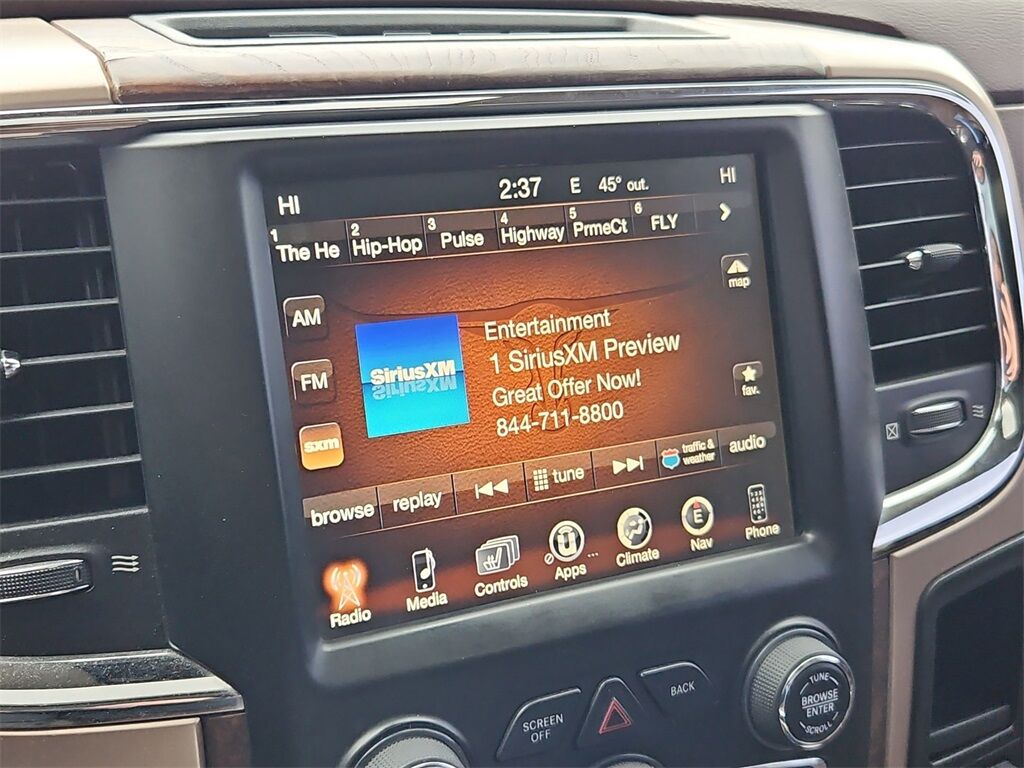 HI 2:37 E 45° out. HI
1 The He 2 Hip-Hop 3 Pulse 4 Highway 5 PrmeCt 6 FLY
map
AM
Entertainment
SiriusXM
1 SiriusXM Preview
FM
Great Offer Now!
fav.
844-711-8800
sxm
browse replay tune traffic & weather audio
Radio Media Controls Apps ... Climate E Nav Phone
SCREEN OFF
BACK
TUNE
BROWSE
ENTER
SCROLL